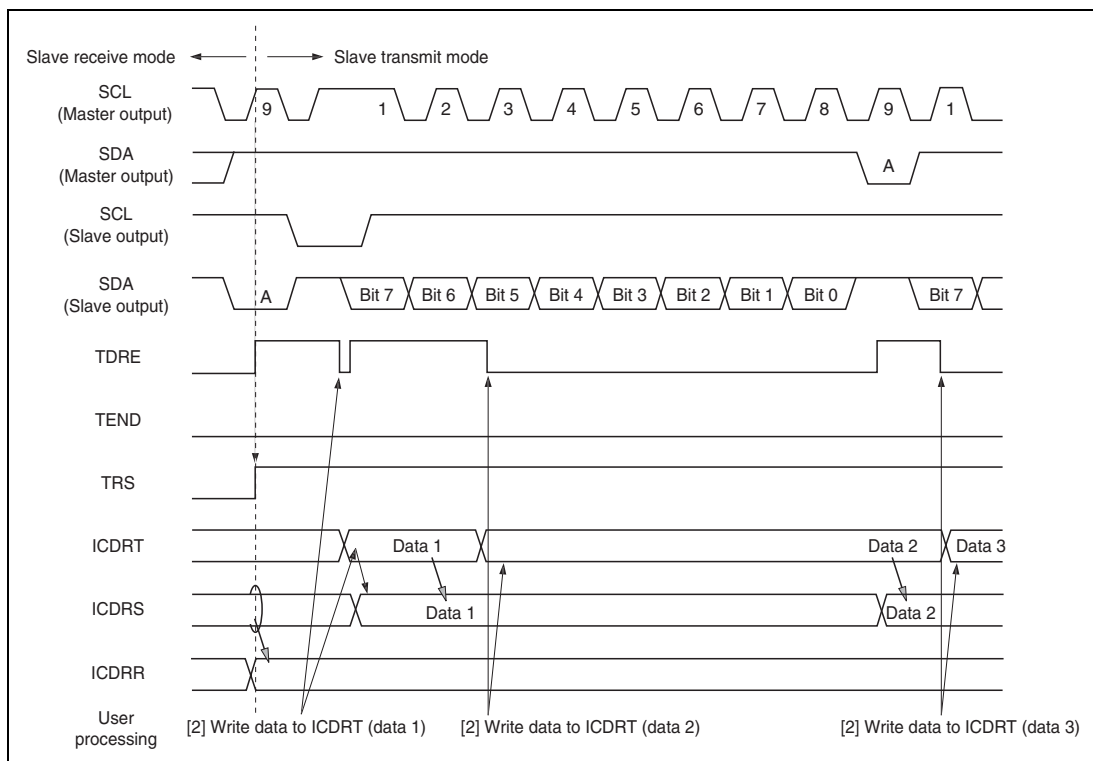 Slave receive mode
Slave transmit mode
SCL
(Master output)
9 1 2 3 4 5 6 7 8 9 1
SDA
(Master output)
A
SCL
(Slave output)
SDA
(Slave output)
A Bit 7 Bit 6 Bit 5 Bit 4 Bit 3 Bit 2 Bit 1 Bit 0 Bit 7
TDRE
TEND
TRS
ICDRT
Data 1 Data 2 Data 3
ICDRS
Data 1 Data 2
ICDRR
User
processing
[2] Write data to ICDRT (data 1) [2] Write data to ICDRT (data 2) [2] Write data to ICDRT (data 3)